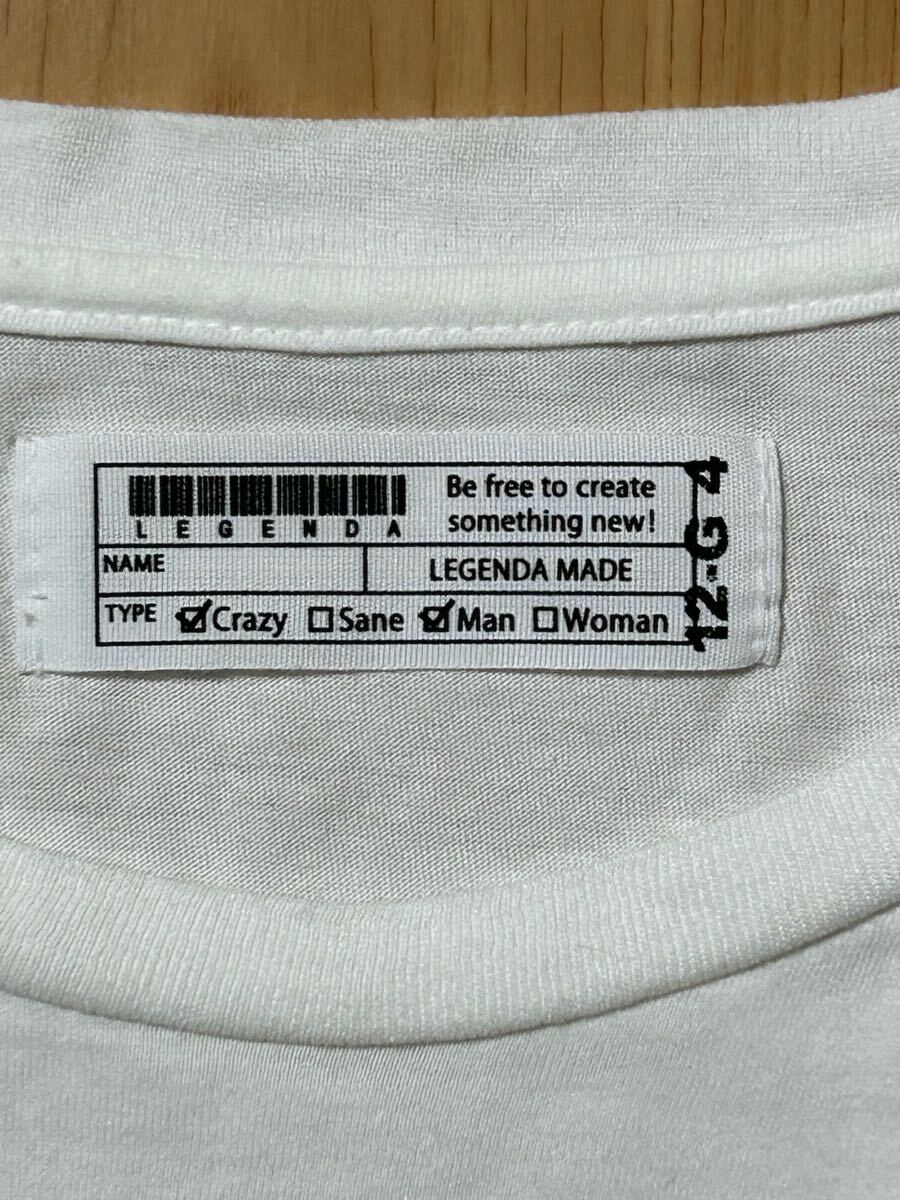 LEGENDA
Be free to create
something new!
NAME
LEGENDA MADE
TYPE ☑Crazy ☐Sane ☑Man ☐Woman
12-G 4